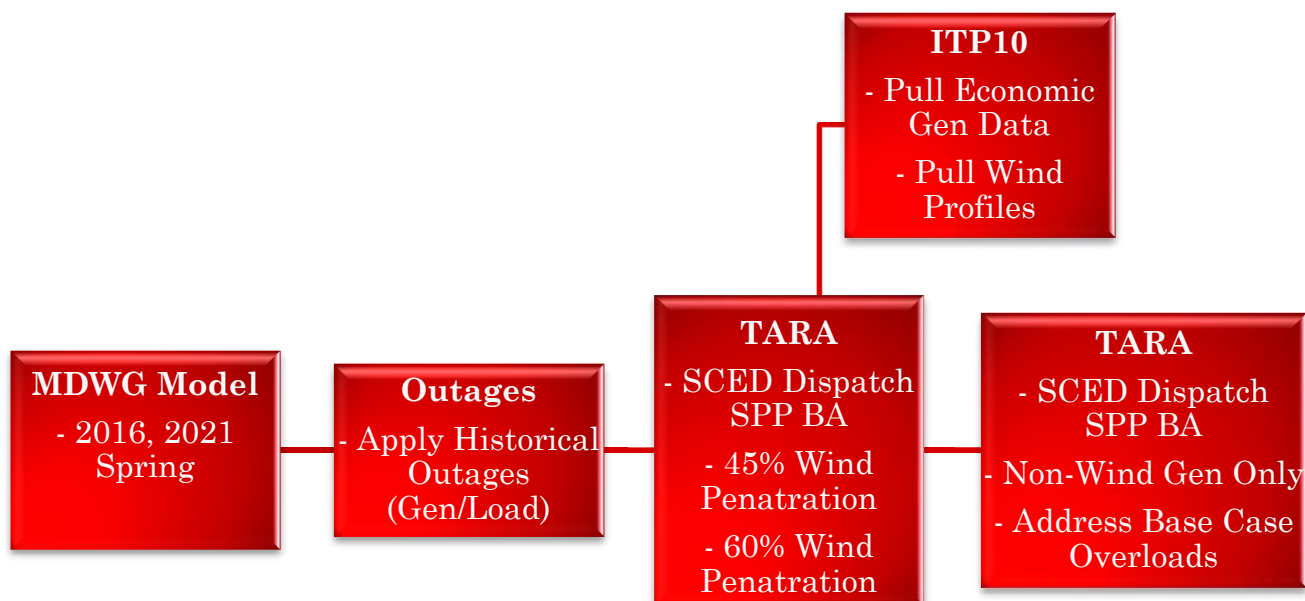 ITP10
- Pull Economic
Gen Data
- Pull Wind
Profiles
MDWG Model
- 2016, 2021
Spring
Outages
- Apply Historical
Outages
(Gen/Load)
TARA
- SCED Dispatch
SPP BA
- 45% Wind
Penatration
- 60% Wind
Penatration
TARA
- SCED Dispatch
SPP BA
- Non-Wind Gen Only
- Address Base Case
Overloads